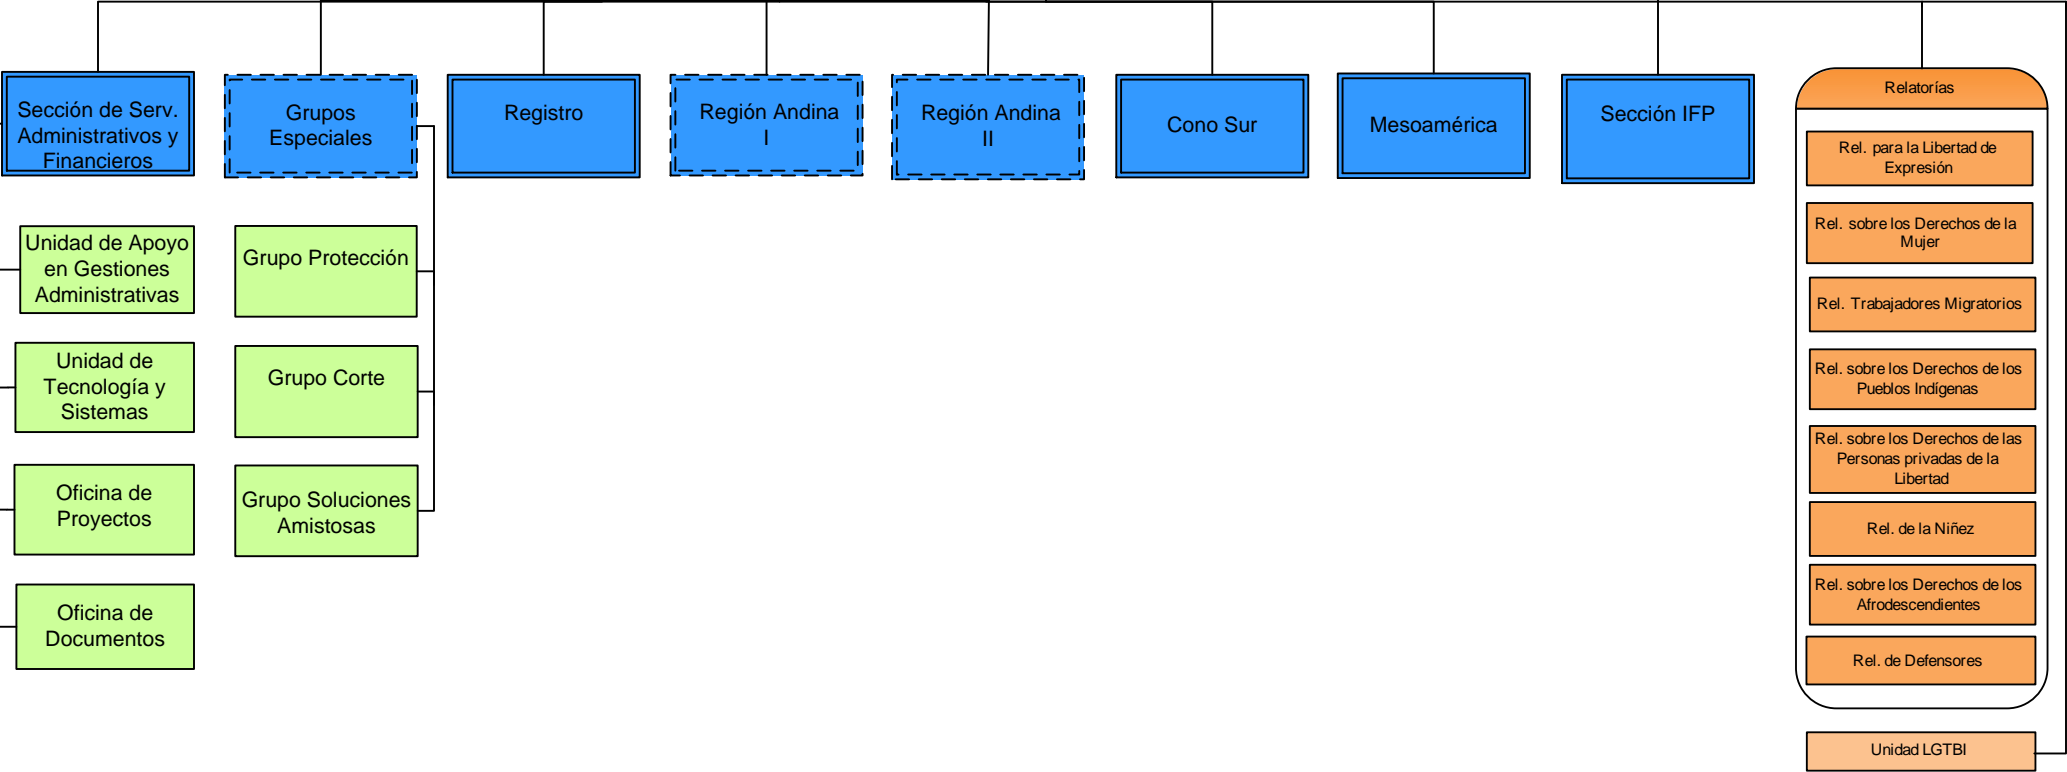 Sección de Serv.
Administrativos y
Financieros
Grupos
Especiales
Registro
Región Andina
I
Región Andina
II
Cono Sur
Mesoamérica
Sección IFP
Relatorías
Unidad de Apoyo
en Gestiones
Administrativas
Unidad de
Tecnología y
Sistemas
Oficina de
Proyectos
Oficina de
Documentos
Grupo Protección
Grupo Corte
Grupo Soluciones
Amistosas
Rel. para la Libertad de
Expresión
Rel. sobre los Derechos de la
Mujer
Rel. Trabajadores Migratorios
Rel. sobre los Derechos de los
Pueblos Indígenas
Rel. sobre los Derechos de las
Personas privadas de la
Libertad
Rel. de la Niñez
Rel. sobre los Derechos de los
Afrodescendientes
Rel. de Defensores
Unidad LGTBI